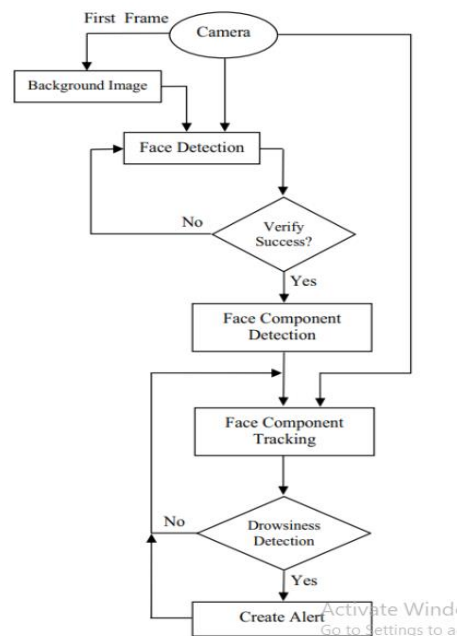 First Frame
Camera
Background Image
Face Detection
No
Verify
Success?
Yes
Face Component
Detection
Face Component
Tracking
No
Drowsiness
Detection
Yes
Create Alert
Activate Windo
Go to Settings to a